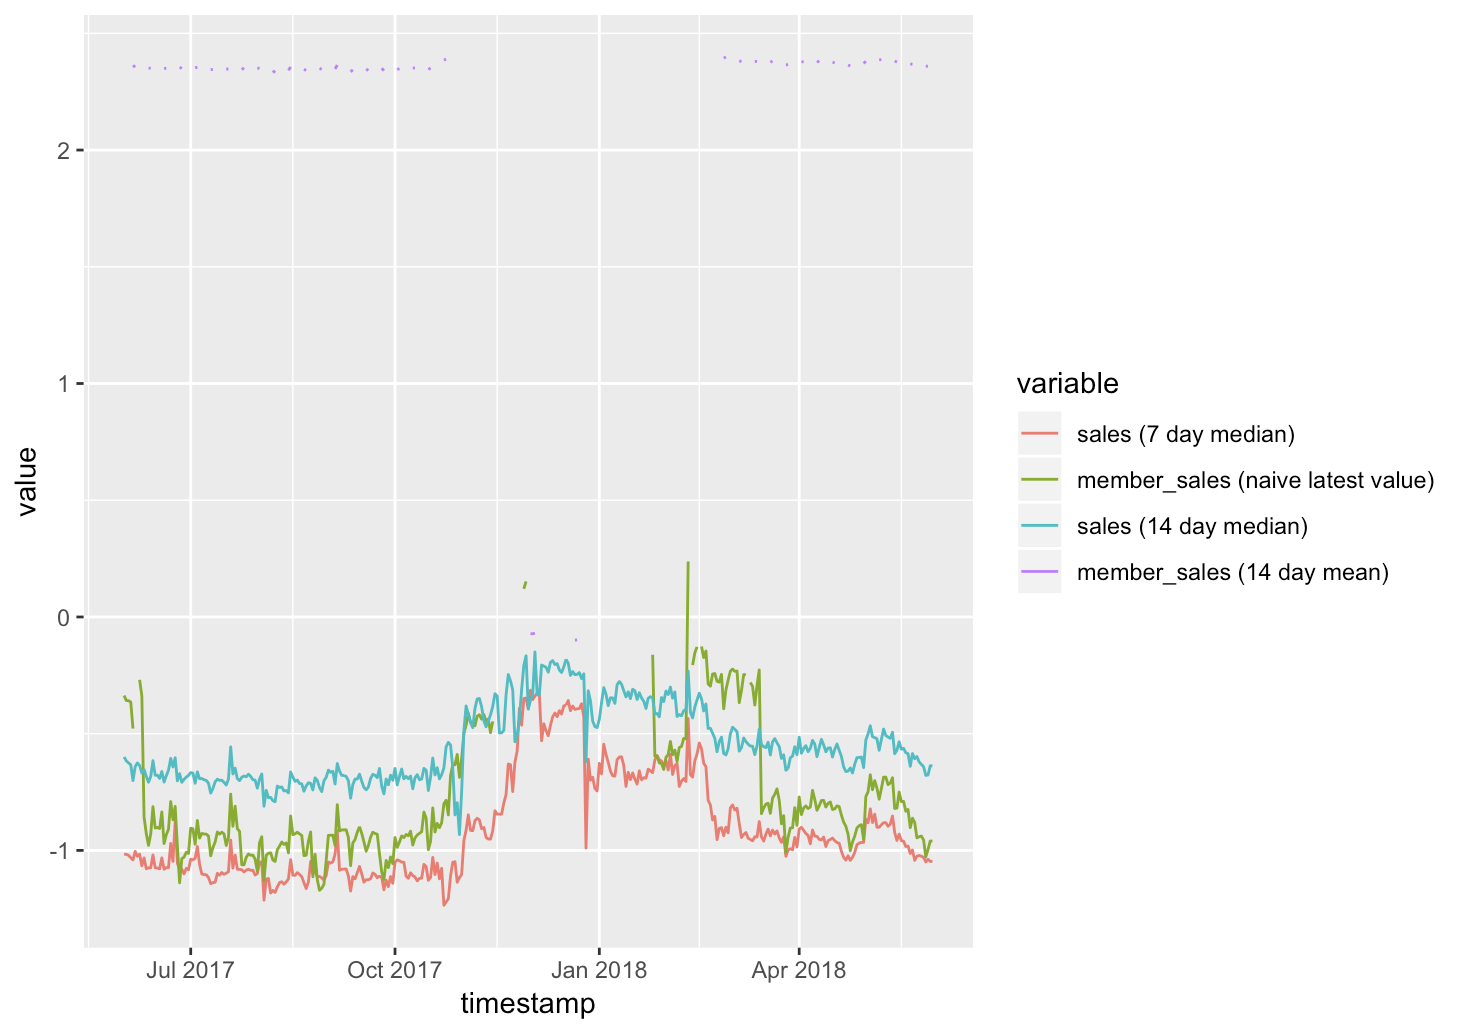 2
1
0
-1
value
Jul 2017
Oct 2017
Jan 2018
Apr 2018
timestamp
variable
sales (7 day median)
member_sales (naive latest value)
sales (14 day median)
member_sales (14 day mean)